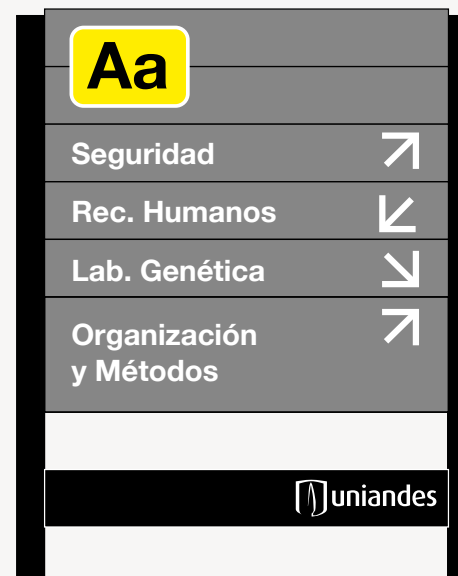 Aa
Seguridad
Rec. Humanos
Lab. Genética
Organización
y Métodos
uniandes